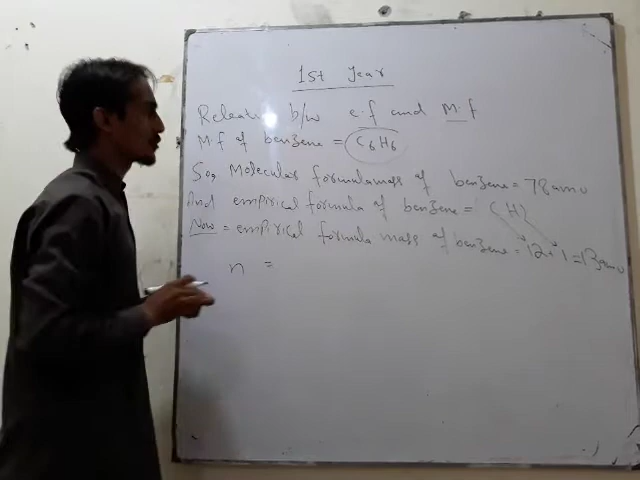 1st Year
Relation b/w e.f and M.f
M.f of benzene = C6H6
So, Molecular formula mass of benzene = 78 amu
And empirical formula of benzene = CH
Now = empirical formula mass of benzene = 12+1 = 13 amu
n =